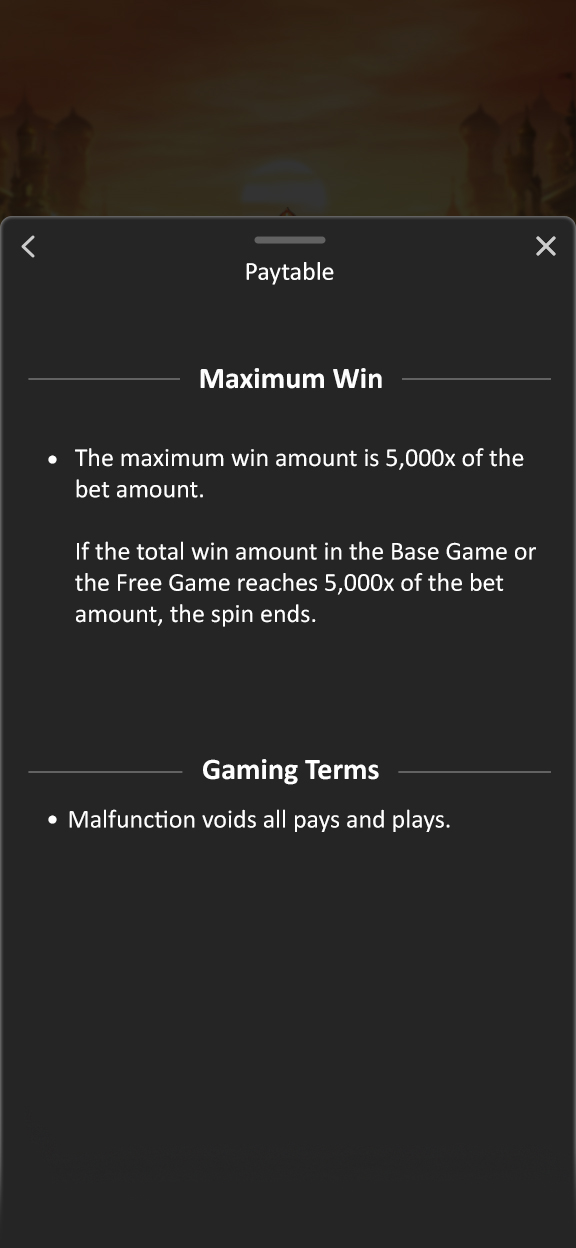 Paytable
Maximum Win
• The maximum win amount is 5,000x of the
bet amount.
If the total win amount in the Base Game or
the Free Game reaches 5,000x of the bet
amount, the spin ends.
Gaming Terms
• Malfunction voids all pays and plays.